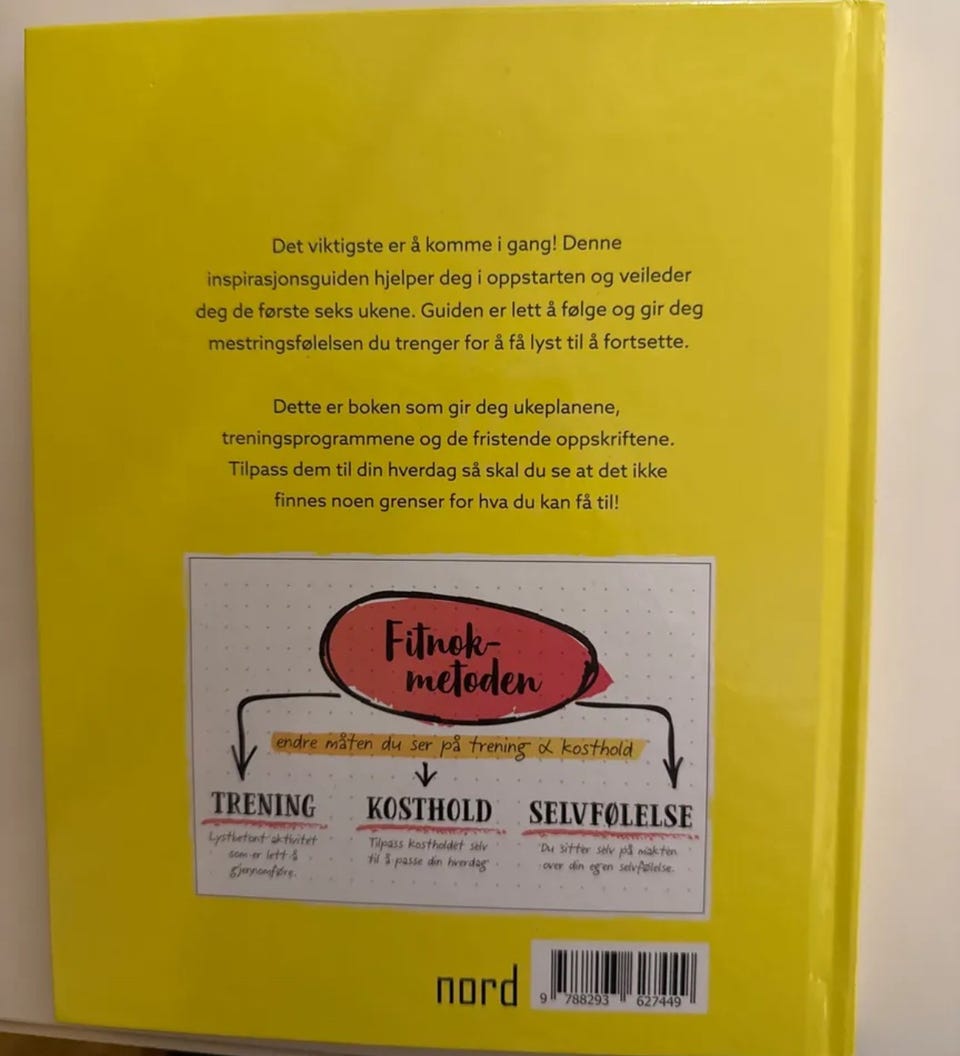 Det viktigste er å komme i gang! Denne
inspirasjonsguiden hjelper deg i oppstarten og veileder
deg de første seks ukene. Guiden er lett å følge og gir deg
mestringsfølelsen du trenger for å få lyst til å fortsette.
Dette er boken som gir deg ukeplanene,
treningsprogrammene og de fristende oppskriftene.
Tilpass dem til din hverdag så skal du se at det ikke
finnes noen grenser for hva du kan få til!
Fitnok-
metoden
endre måten du ser på trening & kosthold
TRENING
Lystbetont aktivitet
som er lett å
gjennomføre.
KOSTHOLD
Tilpass kostholdet selv
til å passe din hverdag
SELVFØLELSE
Du sitter selv på makten
over din egen selvfølelse.
nord
9 788293 627449